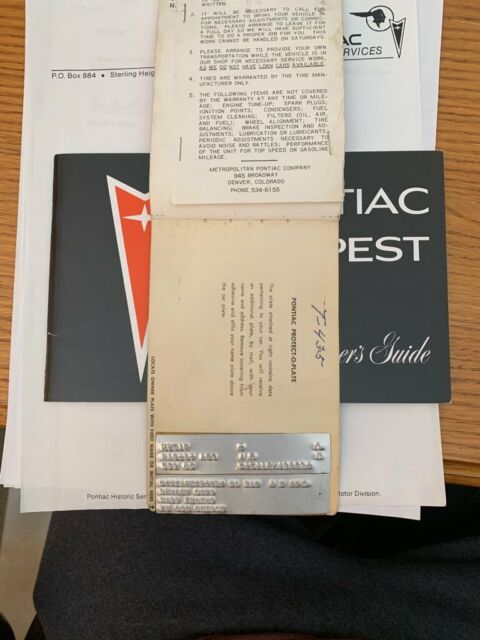 WRITTEN.
2. IT WILL BE NECESSARY TO CALL FOR
APPOINTMENT TO BRING YOUR VEHICLE IN
FOR NECESSARY ADJUSTMENTS OR CORREC-
TIONS. PLEASE ARRANGE TO LEAVE IT FOR
A FULL DAY SO WE WILL HAVE SUFFICIENT
TIME TO DO A PROPER JOB FOR YOU. THIS
WORK CANNOT BE HANDLED ON SATURDAYS.
3. PLEASE ARRANGE TO PROVIDE YOUR OWN
TRANSPORTATION WHILE THE VEHICLE IS IN
OUR SHOP FOR NECESSARY SERVICE WORK,
AS WE DO NOT HAVE LOAN CARS AVAILABLE.
4. TIRES ARE WARRANTED BY THE TIRE MAN-
UFACTURER ONLY.
5. THE FOLLOWING ITEMS ARE NOT COVERED
BY THE WARRANTY AT ANY TIME OR MILE-
AGE; ENGINE TUNE-UP; SPARK PLUGS;
IGNITION POINTS; CONDENSERS; FUEL
SYSTEM CLEANING; FILTERS (OIL, AIR,
AND FUEL); WHEEL ALIGNMENT; TIRE
BALANCING; BRAKE INSPECTION AND AD-
JUSTMENTS; LUBRICATION OR LUBRICANTS;
PERIODIC ADJUSTMENTS NECESSARY TO
AVOID NOISE AND RATTLES; PERFORMANCE
OF THE UNIT FOR TOP SPEED OR GASOLINE
MILEAGE.
METROPOLITAN PONTIAC COMPANY
945 BROADWAY
DENVER, COLORADO
PHONE 534-6155
AC
SERVICES
P.O. Box 884 • Sterling Heig
TIAC
PEST
er's Guide
T-435
PONTIAC PROTECT-O-PLATE
The plate attached at right contains data
pertaining to your car. You will receive
an additional plate, by mail, with your
name and address. Remove covering from
adhesive and affix your name plate above
the car plate.
LOCATE OWNER PLATE WITH FIRST NAME OR INITIAL HERE
Pontiac Historic Se
Motor Division.